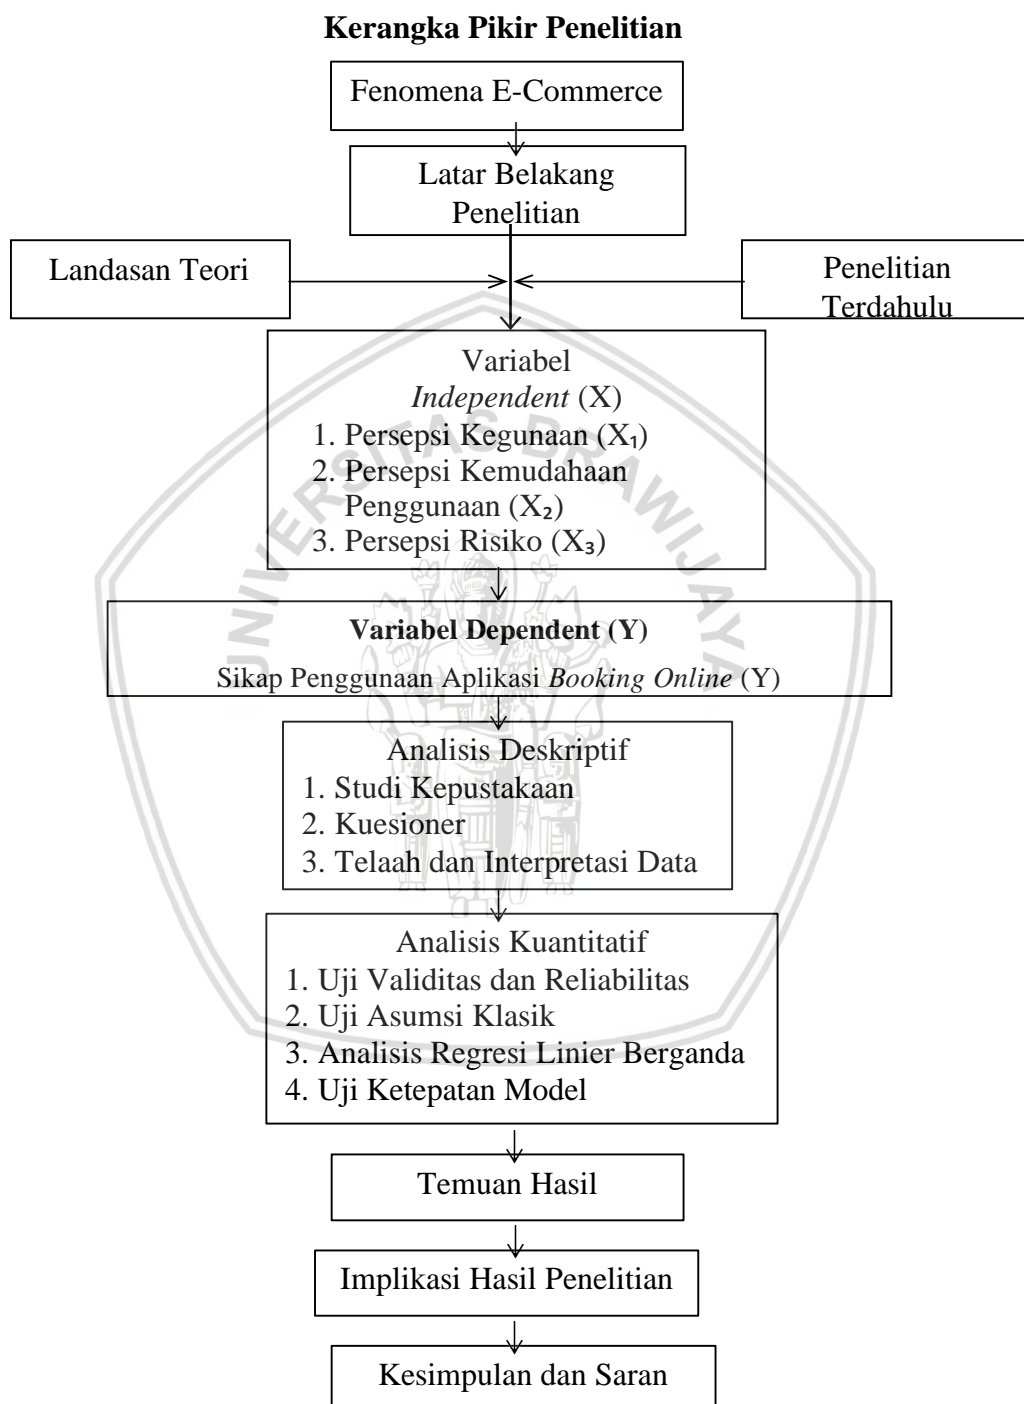 Kerangka Pikir Penelitian
Fenomena E-Commerce
Latar Belakang
Penelitian
Landasan Teori
Penelitian
Terdahulu
Variabel
Independent (X)
1. Persepsi Kegunaan (X₁)
2. Persepsi Kemudahaan
Penggunaan (X₂)
3. Persepsi Risiko (X₃)
Variabel Dependent (Y)
Sikap Penggunaan Aplikasi Booking Online (Y)
Analisis Deskriptif
1. Studi Kepustakaan
2. Kuesioner
3. Telaah dan Interpretasi Data
Analisis Kuantitatif
1. Uji Validitas dan Reliabilitas
2. Uji Asumsi Klasik
3. Analisis Regresi Linier Berganda
4. Uji Ketepatan Model
Temuan Hasil
Implikasi Hasil Penelitian
Kesimpulan dan Saran
UNIVERSITAS BRAWIJAYA